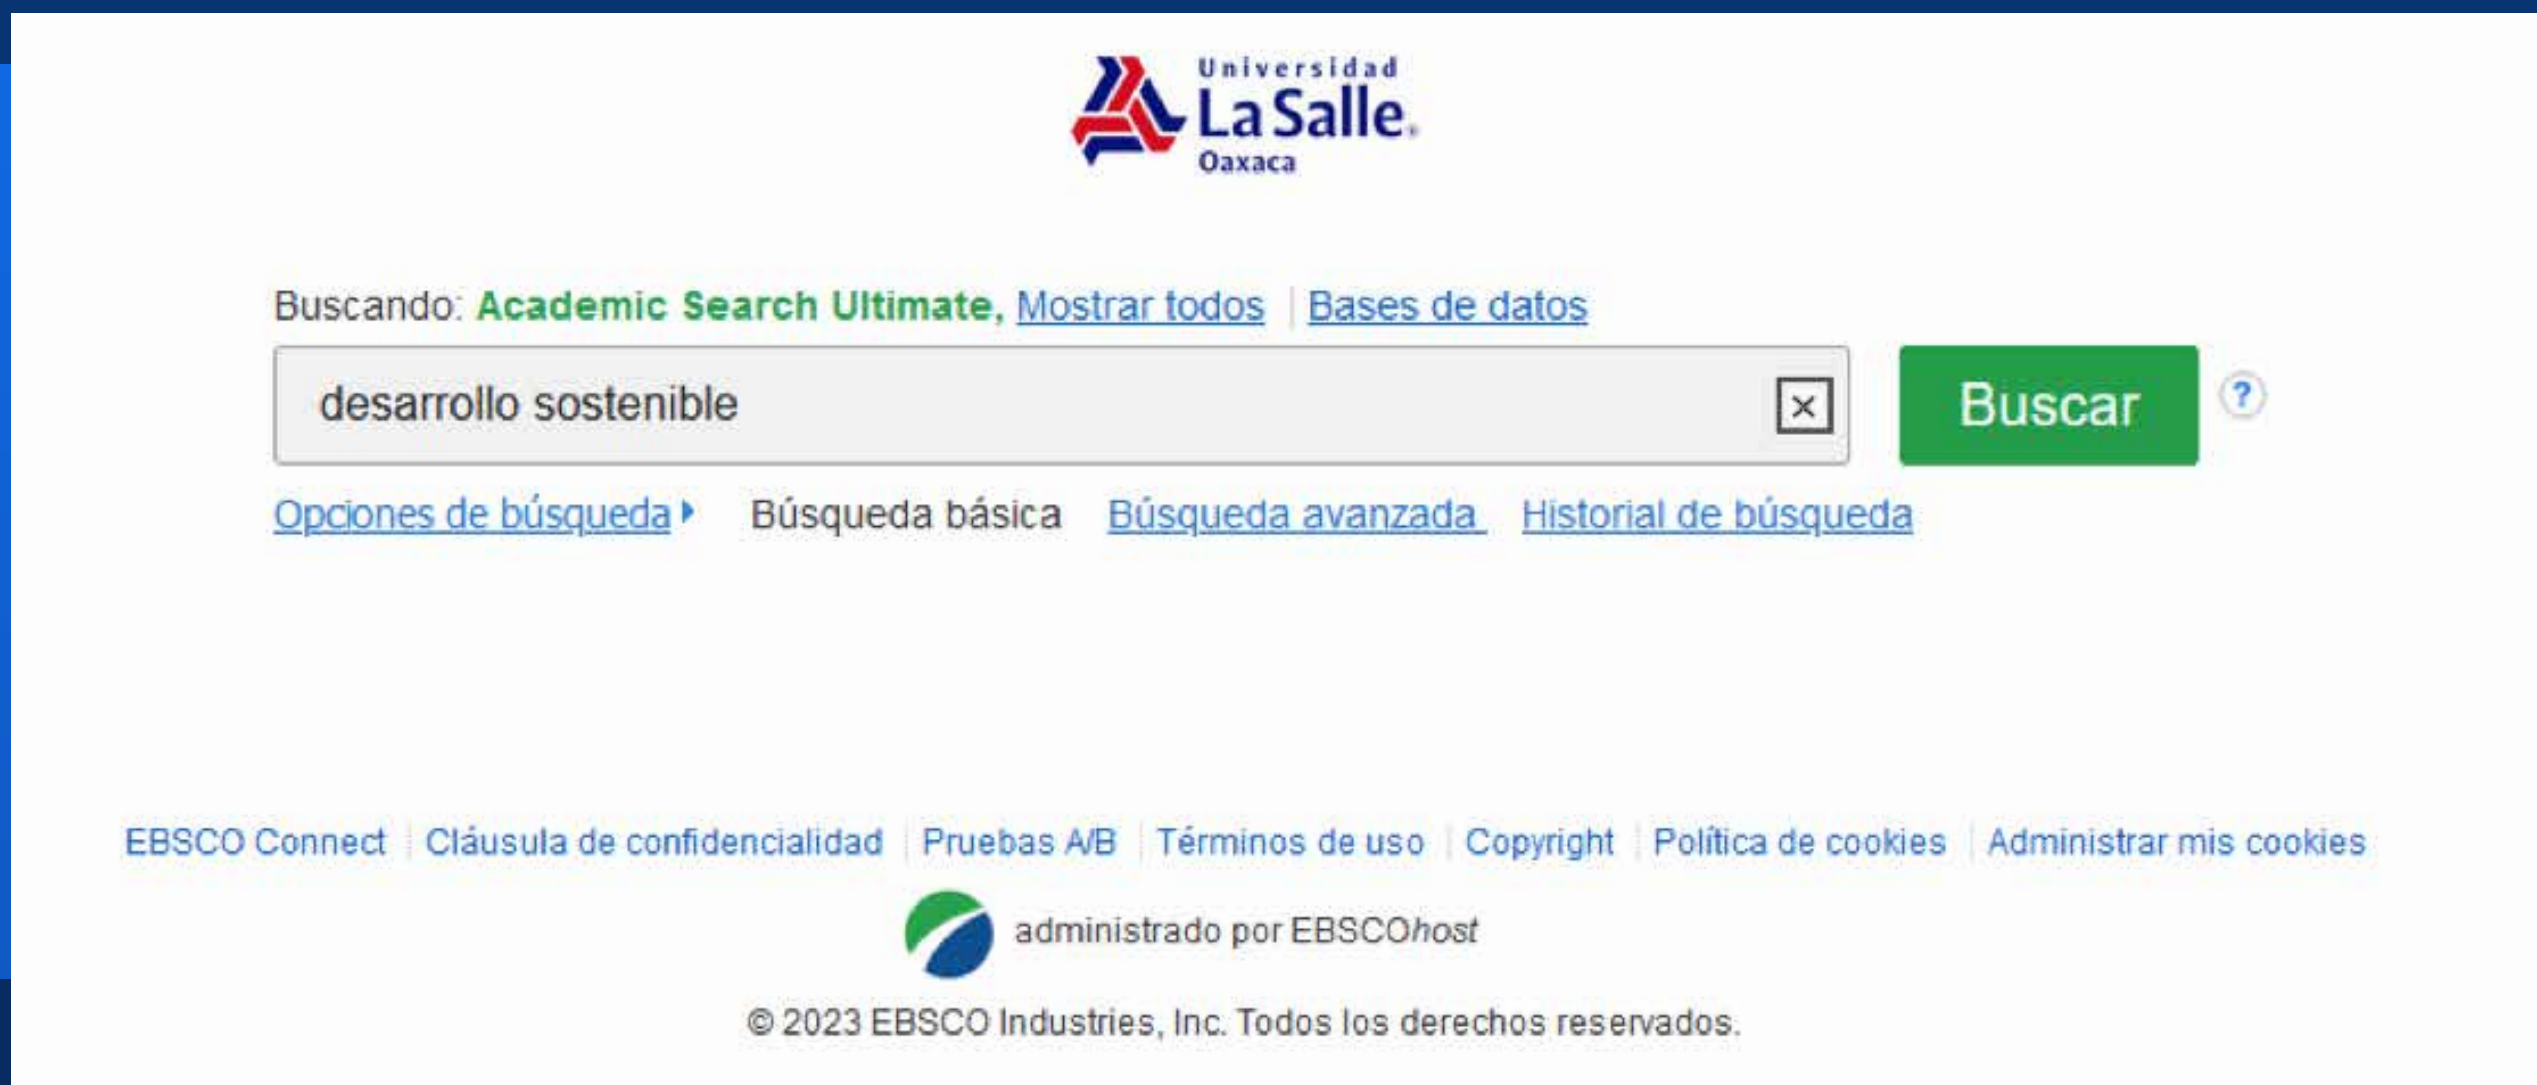 Universidad
La Salle®
Oaxaca
Buscando: Academic Search Ultimate, Mostrar todos | Bases de datos
desarrollo sostenible
Buscar ?
Opciones de búsqueda Búsqueda básica Búsqueda avanzada Historial de búsqueda
EBSCO Connect | Cláusula de confidencialidad | Pruebas A/B | Términos de uso | Copyright | Política de cookies | Administrar mis cookies
administrado por EBSCOhost
© 2023 EBSCO Industries, Inc. Todos los derechos reservados.